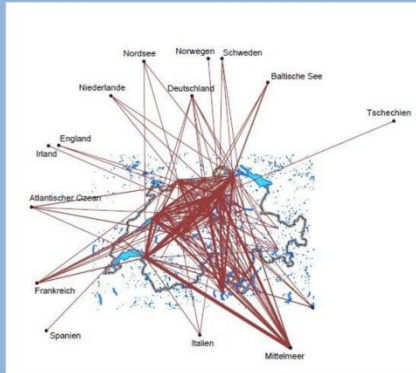 Nordsee
Norwegen
Schweden
Niederlande
Deutschland
Baltische See
Tschechien
England
Irland
Atlantischer Ozean
Frankreich
Spanien
Italien
Mittelmeer